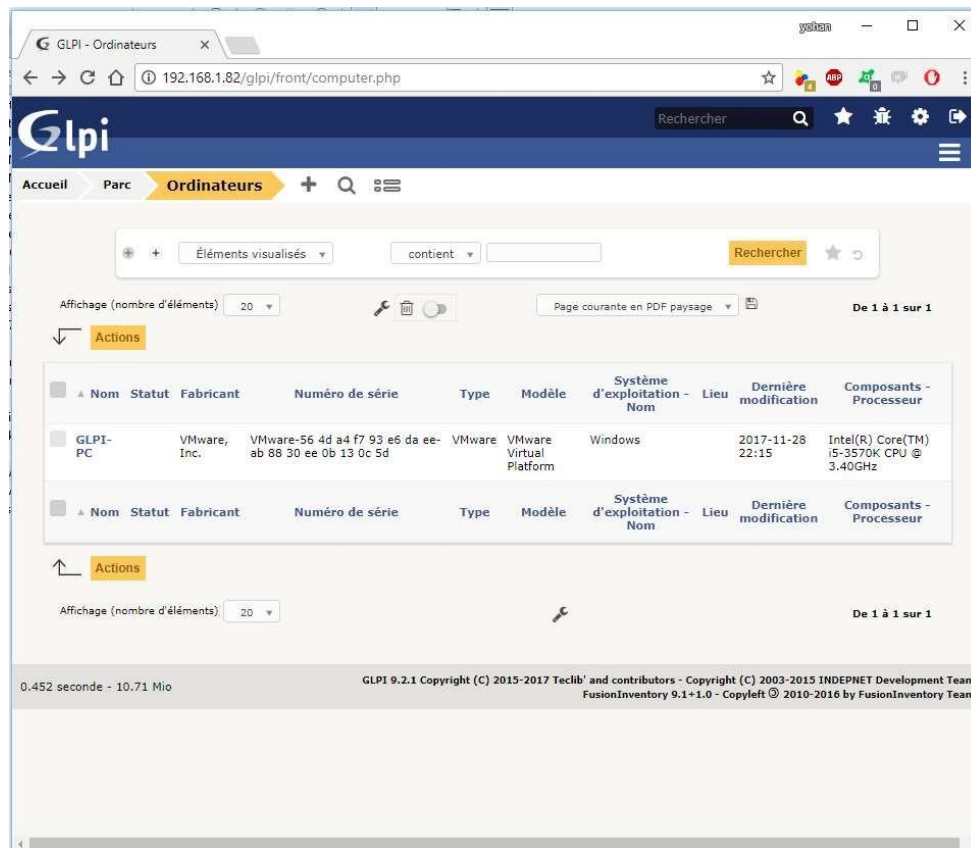 yohan
GLPI - Ordinateurs
192.168.1.82/glpi/front/computer.php
4 ABP 0
Glpi
Rechercher
Accueil Parc Ordinateurs
Éléments visualisés contient Rechercher
Affichage (nombre d'éléments) 20 Page courante en PDF paysage De 1 à 1 sur 1
Actions
Nom Statut Fabricant Numéro de série Type Modèle Système d'exploitation - Nom Lieu Dernière modification Composants - Processeur
GLPI-PC VMware, Inc. VMware-56 4d a4 f7 93 e6 da ee-ab 88 30 ee 0b 13 0c 5d VMware VMware Virtual Platform Windows 2017-11-28 22:15 Intel(R) Core(TM) i5-3570K CPU @ 3.40GHz
Nom Statut Fabricant Numéro de série Type Modèle Système d'exploitation - Nom Lieu Dernière modification Composants - Processeur
Actions
Affichage (nombre d'éléments) 20 De 1 à 1 sur 1
0.452 seconde - 10.71 Mio
GLPI 9.2.1 Copyright (C) 2015-2017 Teclib' and contributors - Copyright (C) 2003-2015 INDEPNET Development Team
FusionInventory 9.1+1.0 - Copyleft 🄯 2010-2016 by FusionInventory Team